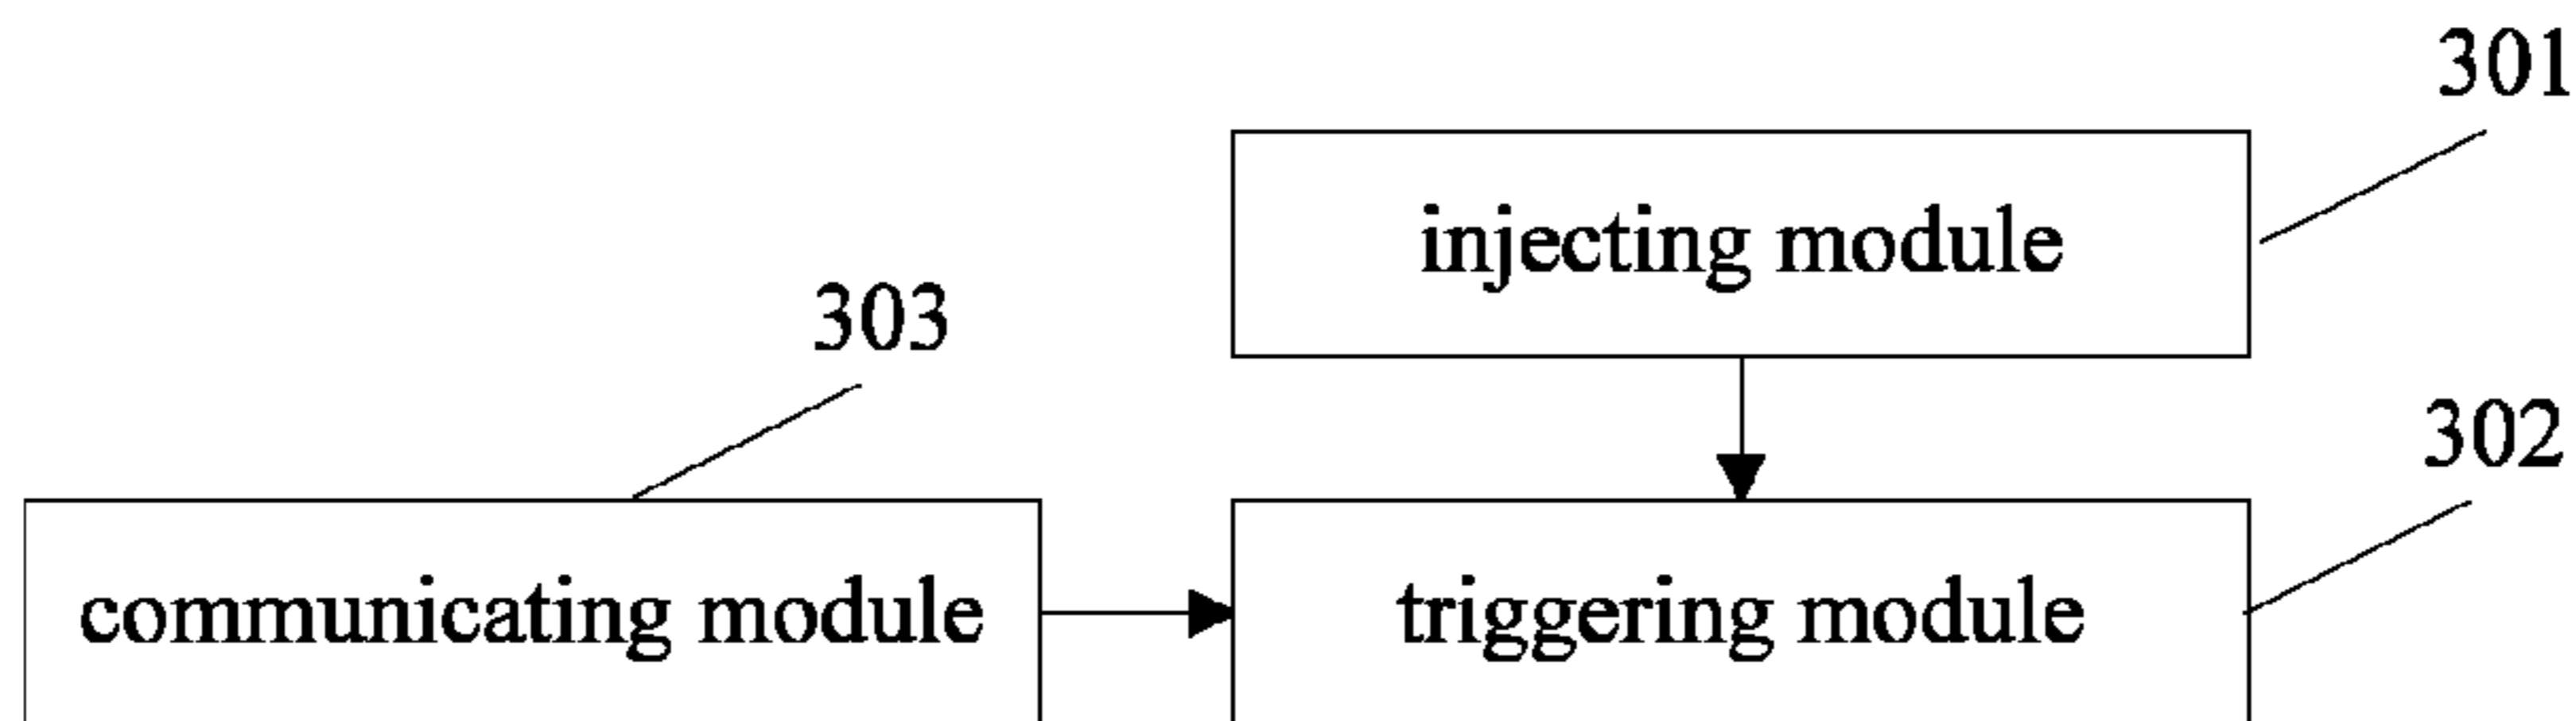 301
injecting module
303
302
communicating module
triggering module